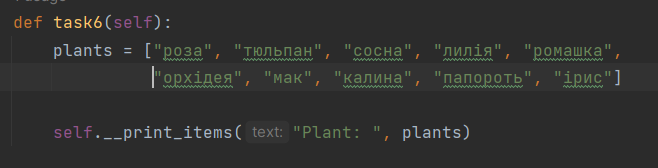 def task6(self):
plants = ["роза", "тюльпан", "сосна", "лилія", "ромашка",
"орхідея", "мак", "калина", "папороть", "ірис"]
self.__print_items( text: "Plant: ", plants)